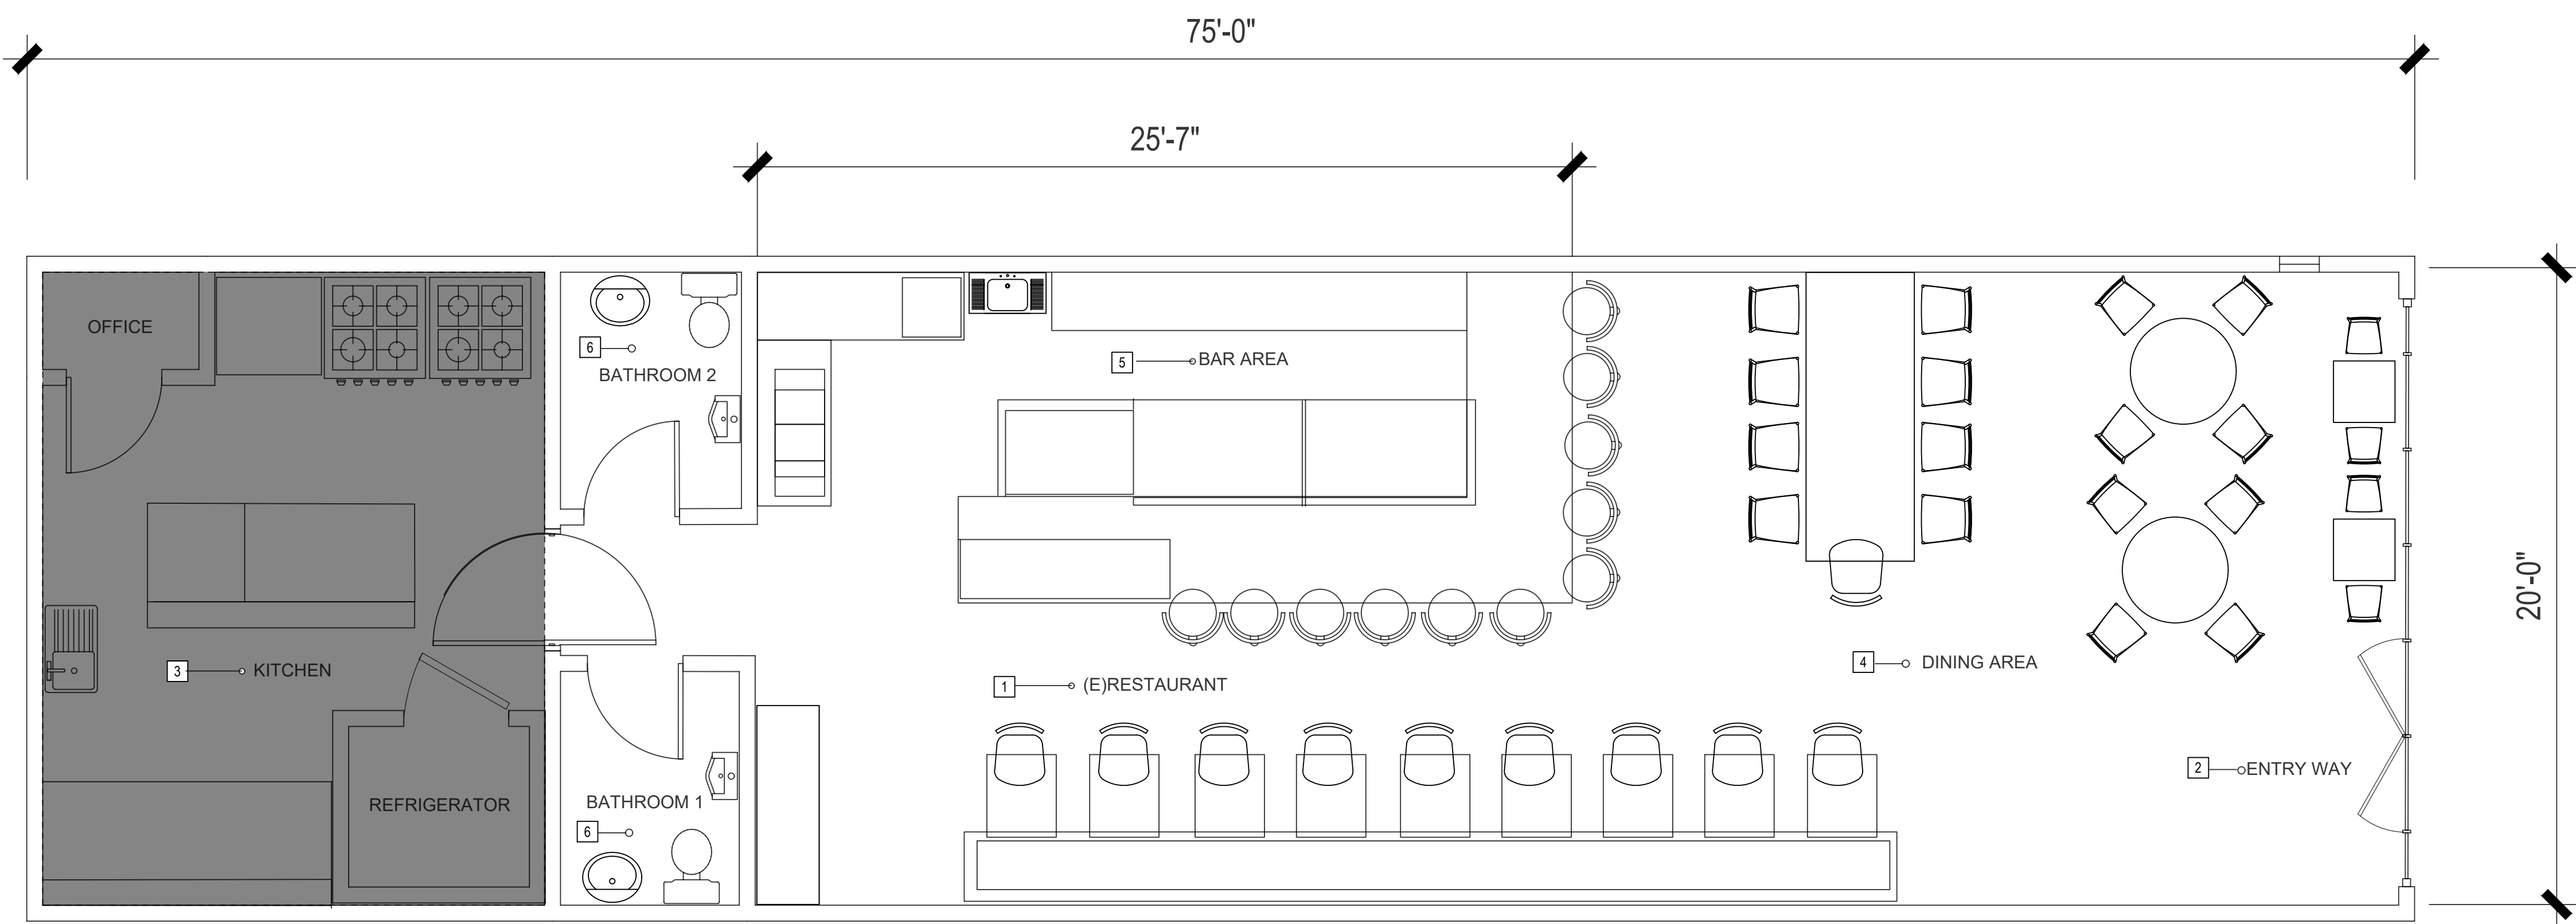 75'-0"
25'-7"
OFFICE
6
BATHROOM 2
5 BAR AREA
20'-0"
3 KITCHEN
1 (E)RESTAURANT
4 DINING AREA
2 ENTRY WAY
REFRIGERATOR
BATHROOM 1
6